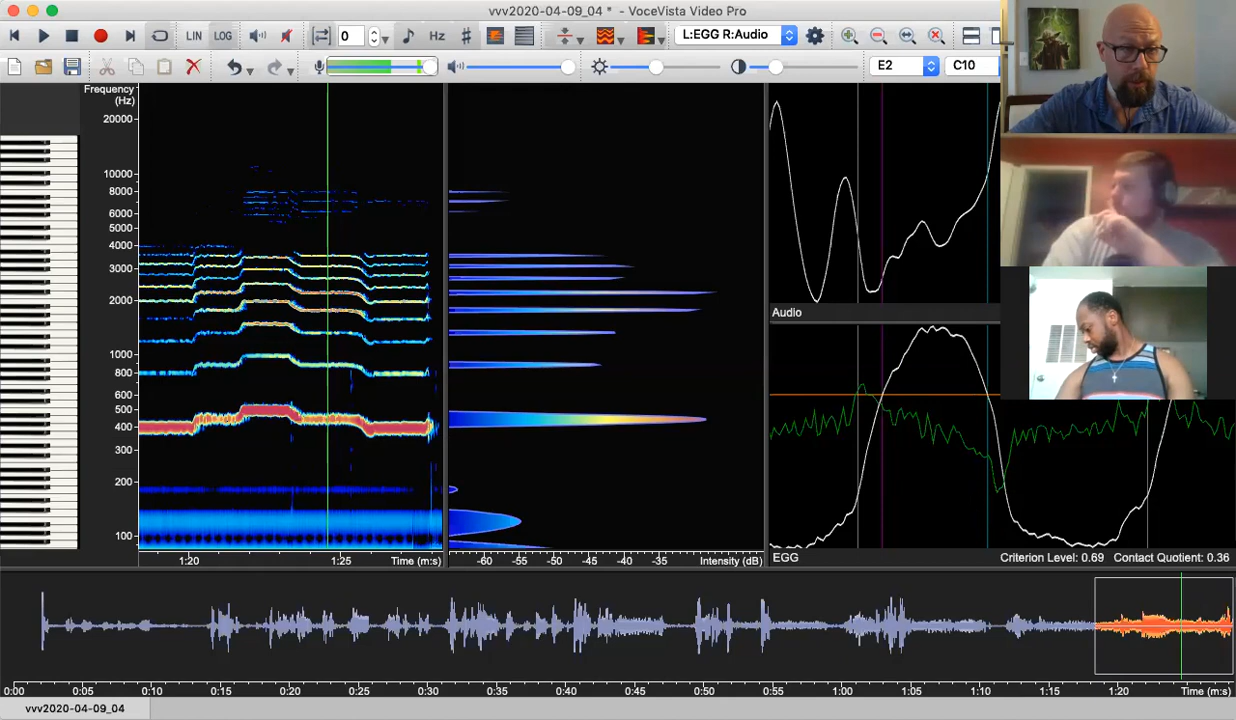 vvv2020-04-09_04 * - VoceVista Video Pro
LIN LOG 0 Hz L:EGG R:Audio
E2 C10
Frequency
(Hz)
20000
10000
8000
6000
4000
3000
2000
1000
800
600
500
400
300
200
100
1:20 1:25 Time (m:s)
-60 -55 -50 -45 -40 -35 Intensity (dB)
Audio
EGG Criterion Level: 0.69 Contact Quotient: 0.36
0:00 0:05 0:10 0:15 0:20 0:25 0:30 0:35 0:40 0:45 0:50 0:55 1:00 1:05 1:10 1:15 1:20 Time (m:s)
vvv2020-04-09_04